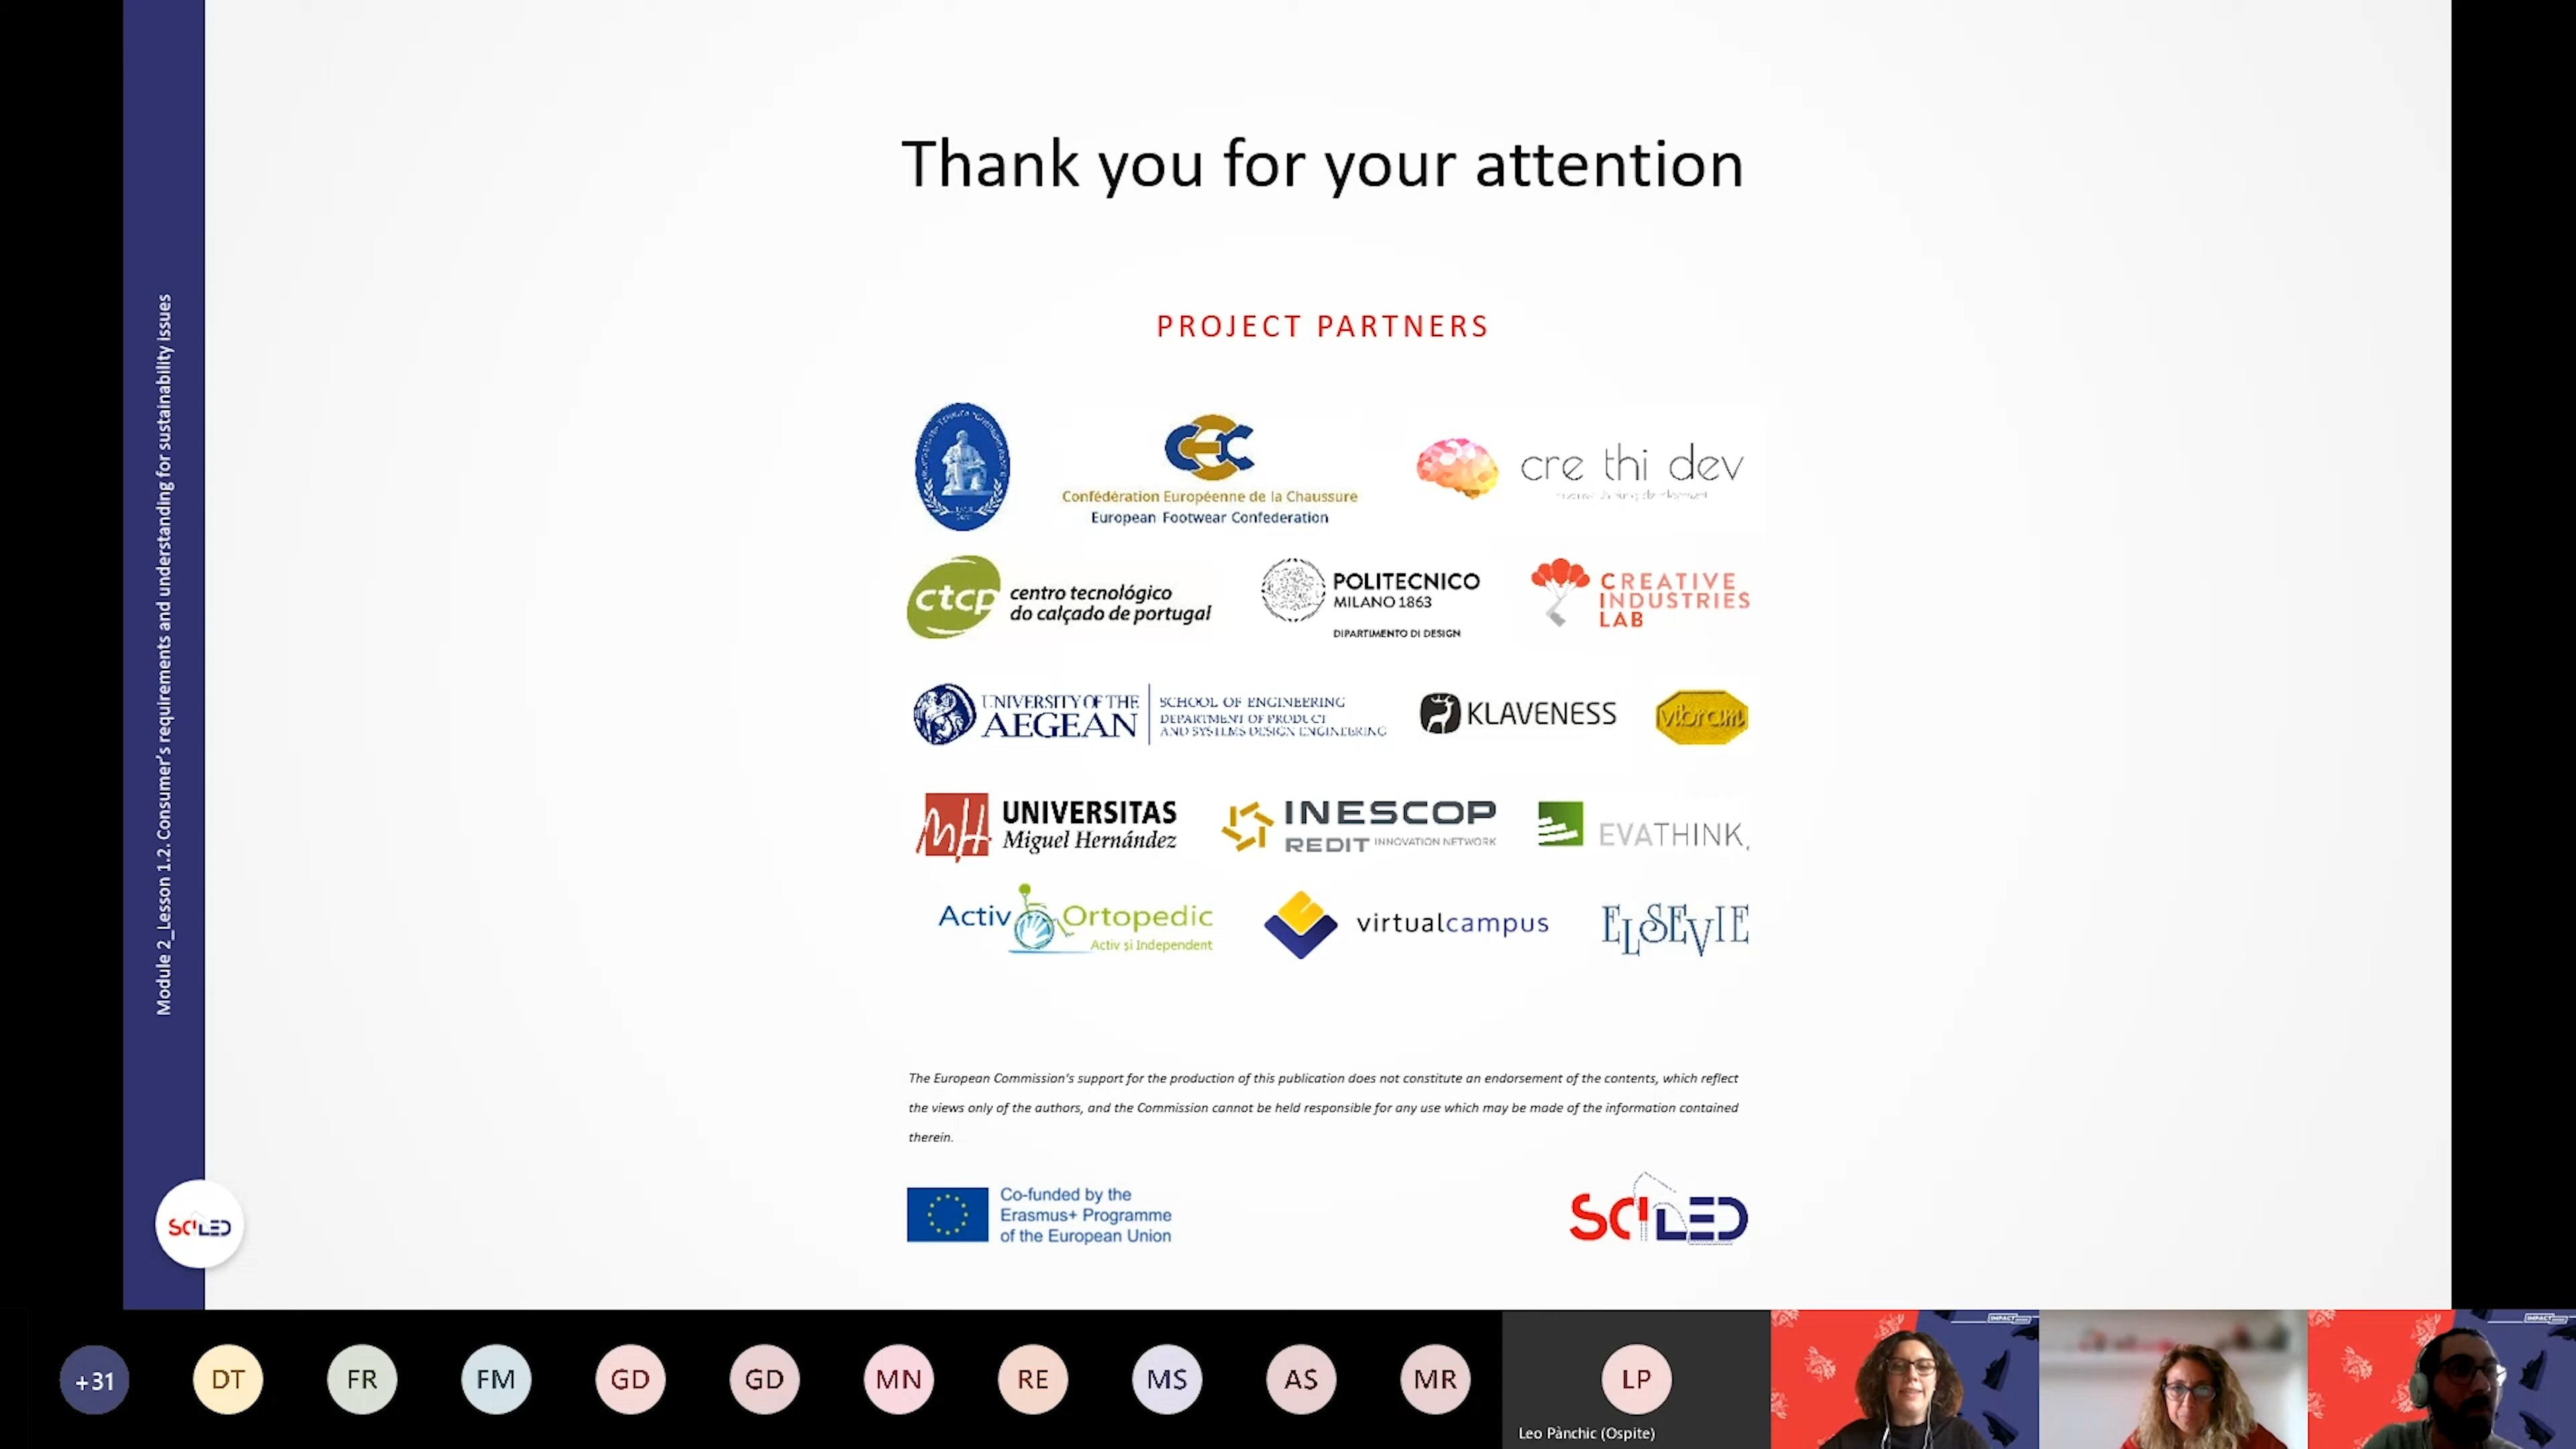 Thank you for your attention
PROJECT PARTNERS
CEC
Confédération Européenne de la Chaussure
European Footwear Confederation
cre thi dev
ctcp
centro tecnológico
do calçado de portugal
POLITECNICO
MILANO 1863
DIPARTIMENTO DI DESIGN
CREATIVE
INDUSTRIES
LAB
UNIVERSITY OF THE
AEGEAN
SCHOOL OF ENGINEERING
DEPARTMENT OF PRODUCT
AND SYSTEMS DESIGN ENGINEERING
KLAVENESS
vibram
UNIVERSITAS
Miguel Hernández
INESCOP
REDIT INNOVATION NETWORK
EVATHINK
Activ Ortopedic
Activ și Independent
virtualcampus
ELSEVIE
The European Commission's support for the production of this publication does not constitute an endorsement of the contents, which reflect
the views only of the authors, and the Commission cannot be held responsible for any use which may be made of the information contained
therein.
Co-funded by the
Erasmus+ Programme
of the European Union
SCILED
Module 2_Lesson 1.2. Consumer's requirements and understanding for sustainability issues
SCILED
+31
DT
FR
FM
GD
GD
MN
RE
MS
AS
MR
LP
Leo Pànchic (Ospite)
IMPACT
IMPACT